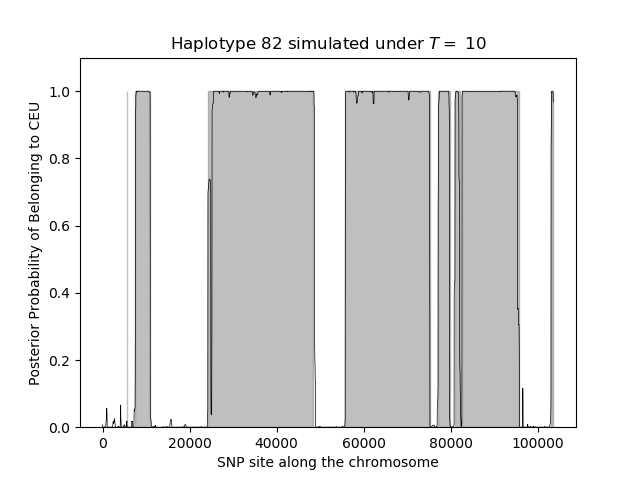 Haplotype 82 simulated under T = 10
Posterior Probability of Belonging to CEU
1.0
0.8
0.6
0.4
0.2
0.0
0 20000 40000 60000 80000 100000
SNP site along the chromosome